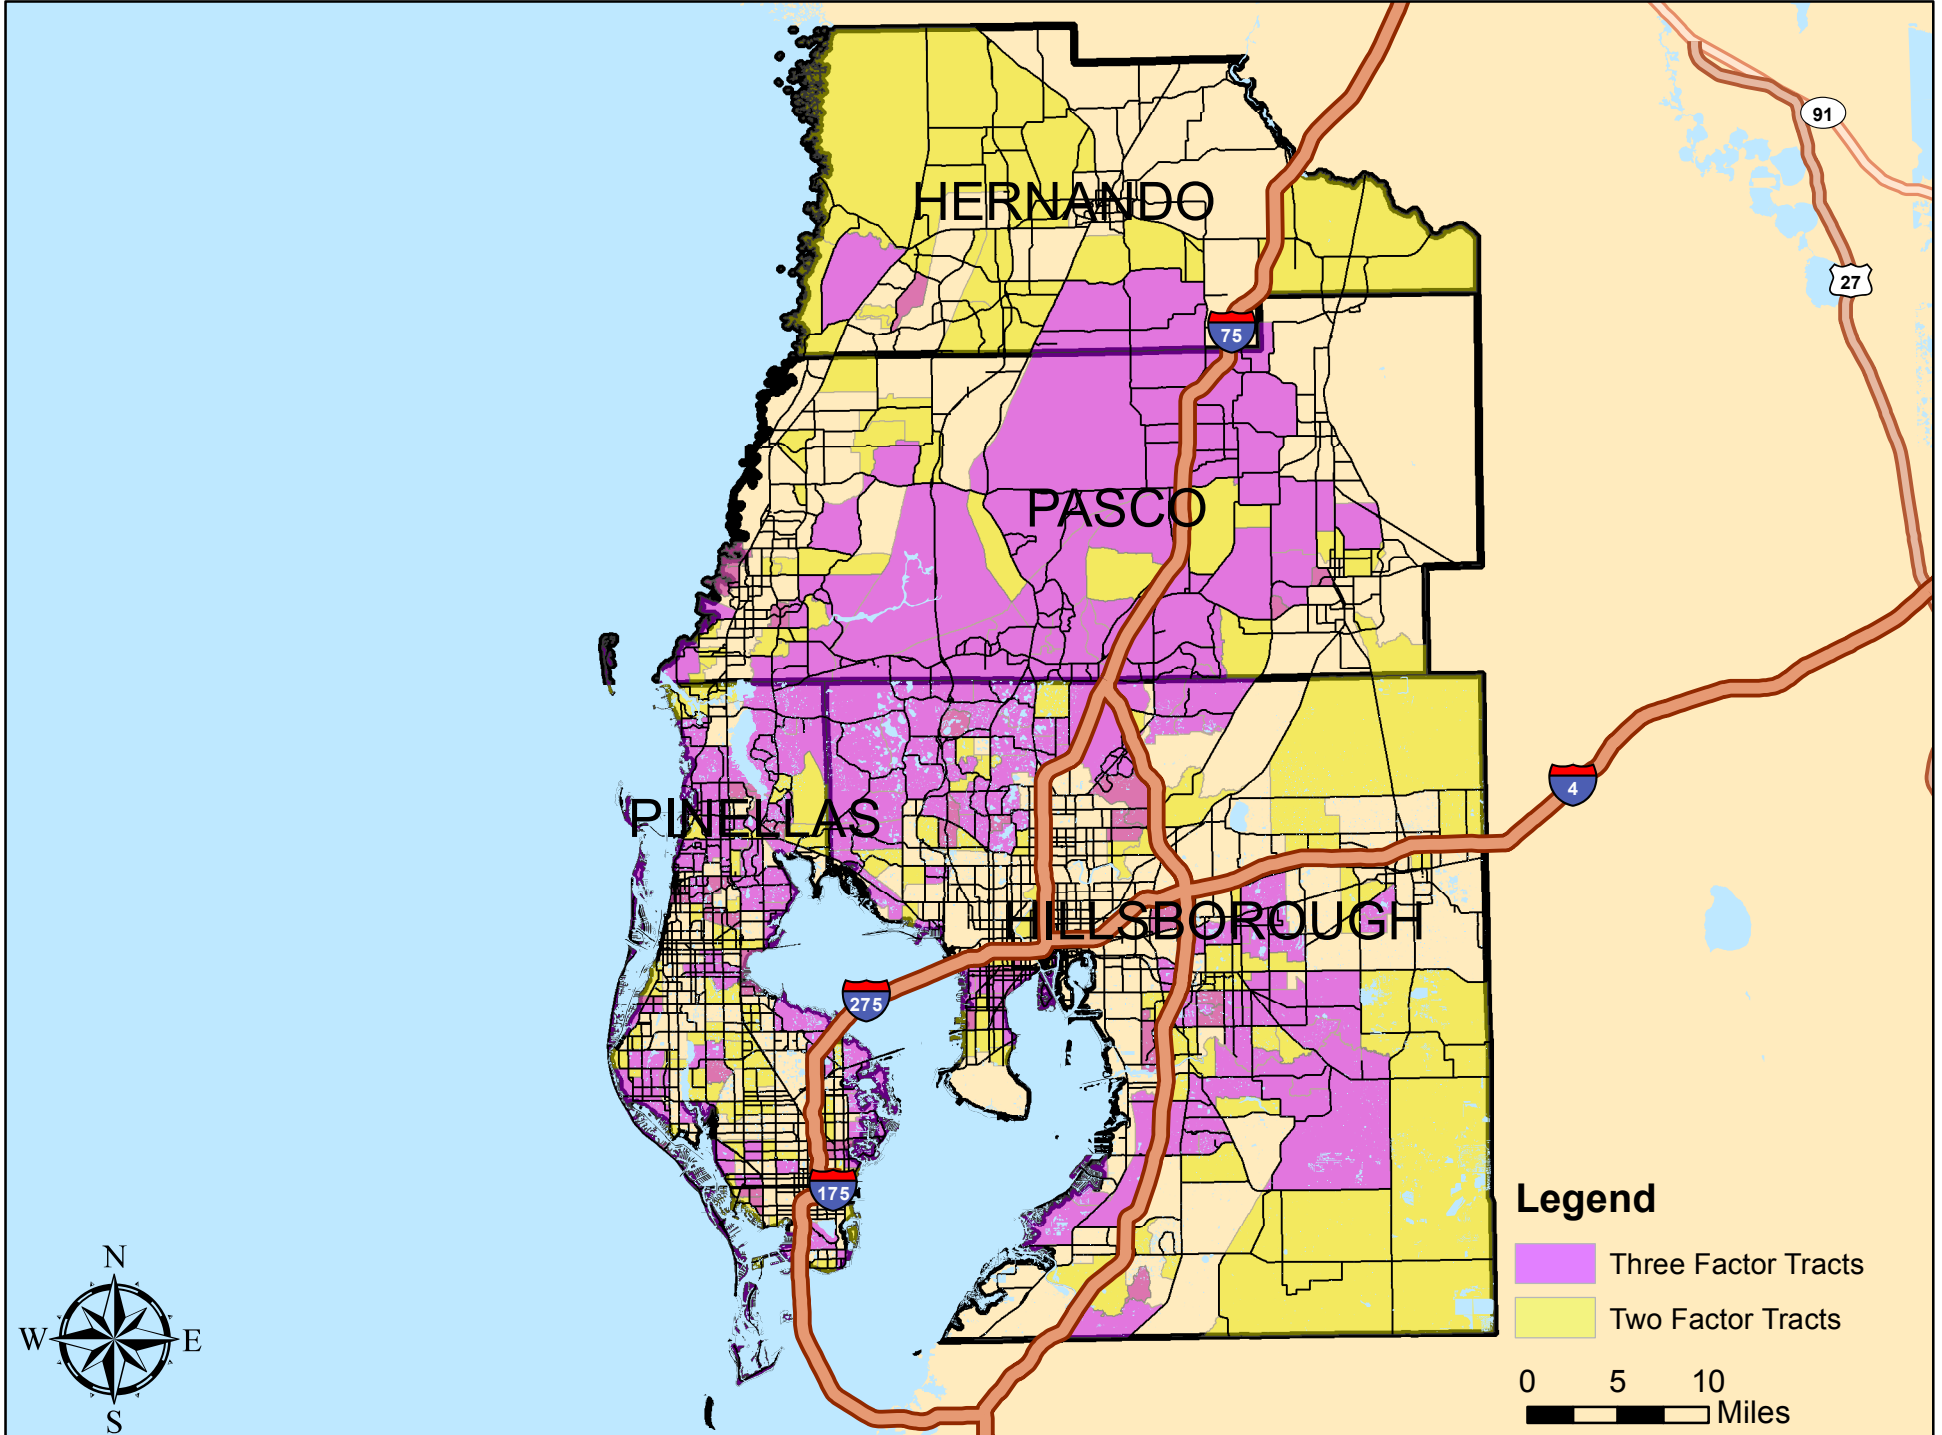 91
HERNANDO
27
75
PASCO
4
PINELLAS
HILLSBOROUGH
275
175
Legend
Three Factor Tracts
Two Factor Tracts
N
W E
S
0 5 10
Miles